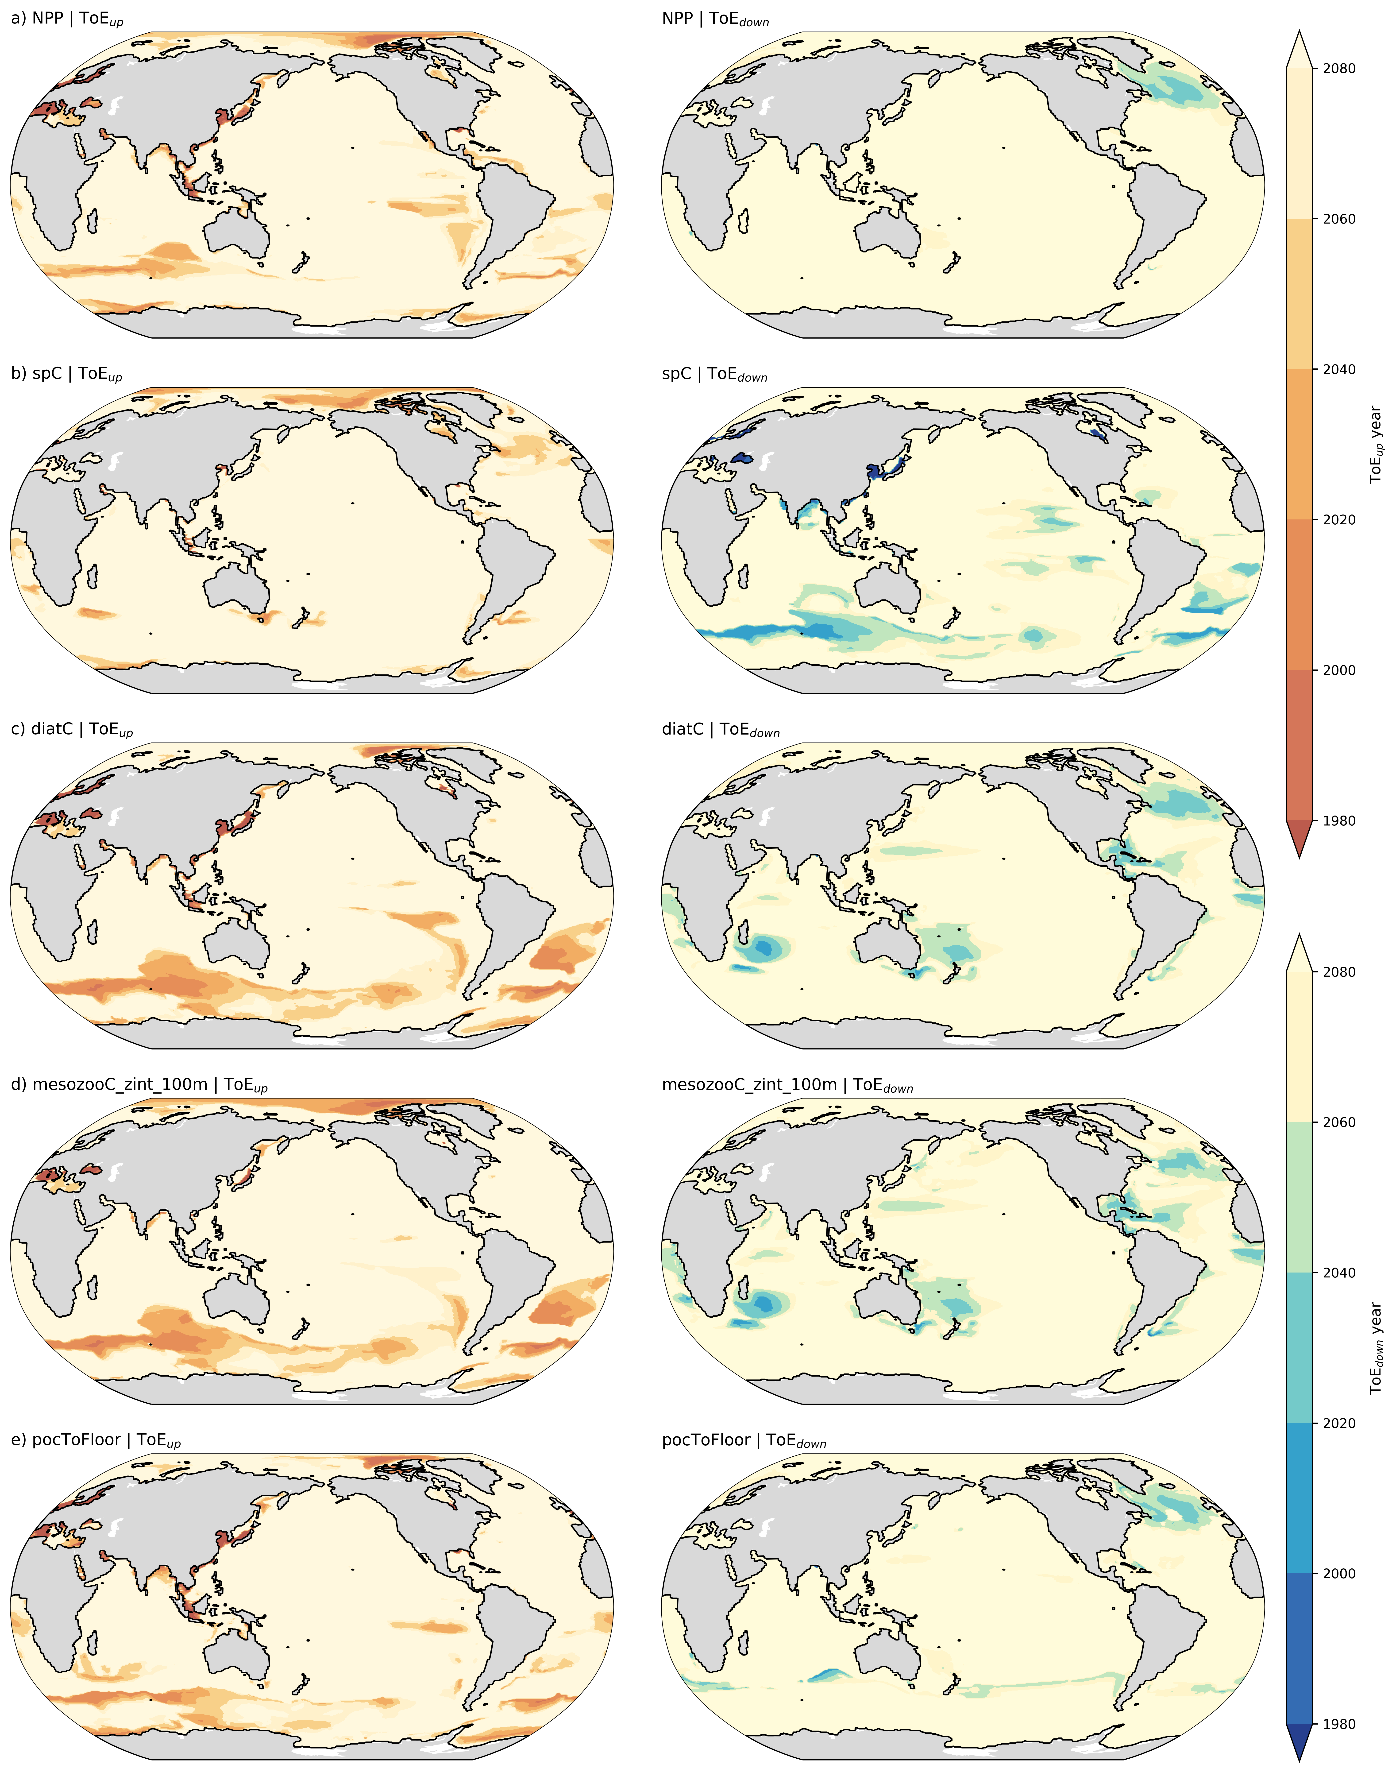 a) NPP | ToE_up
NPP | ToE_down
b) spC | ToE_up
spC | ToE_down
c) diatC | ToE_up
diatC | ToE_down
d) mesozooC_zint_100m | ToE_up
mesozooC_zint_100m | ToE_down
e) pocToFloor | ToE_up
pocToFloor | ToE_down
2080
2060
2040
2020
2000
1980
ToE_up year
2080
2060
2040
2020
2000
1980
ToE_down year